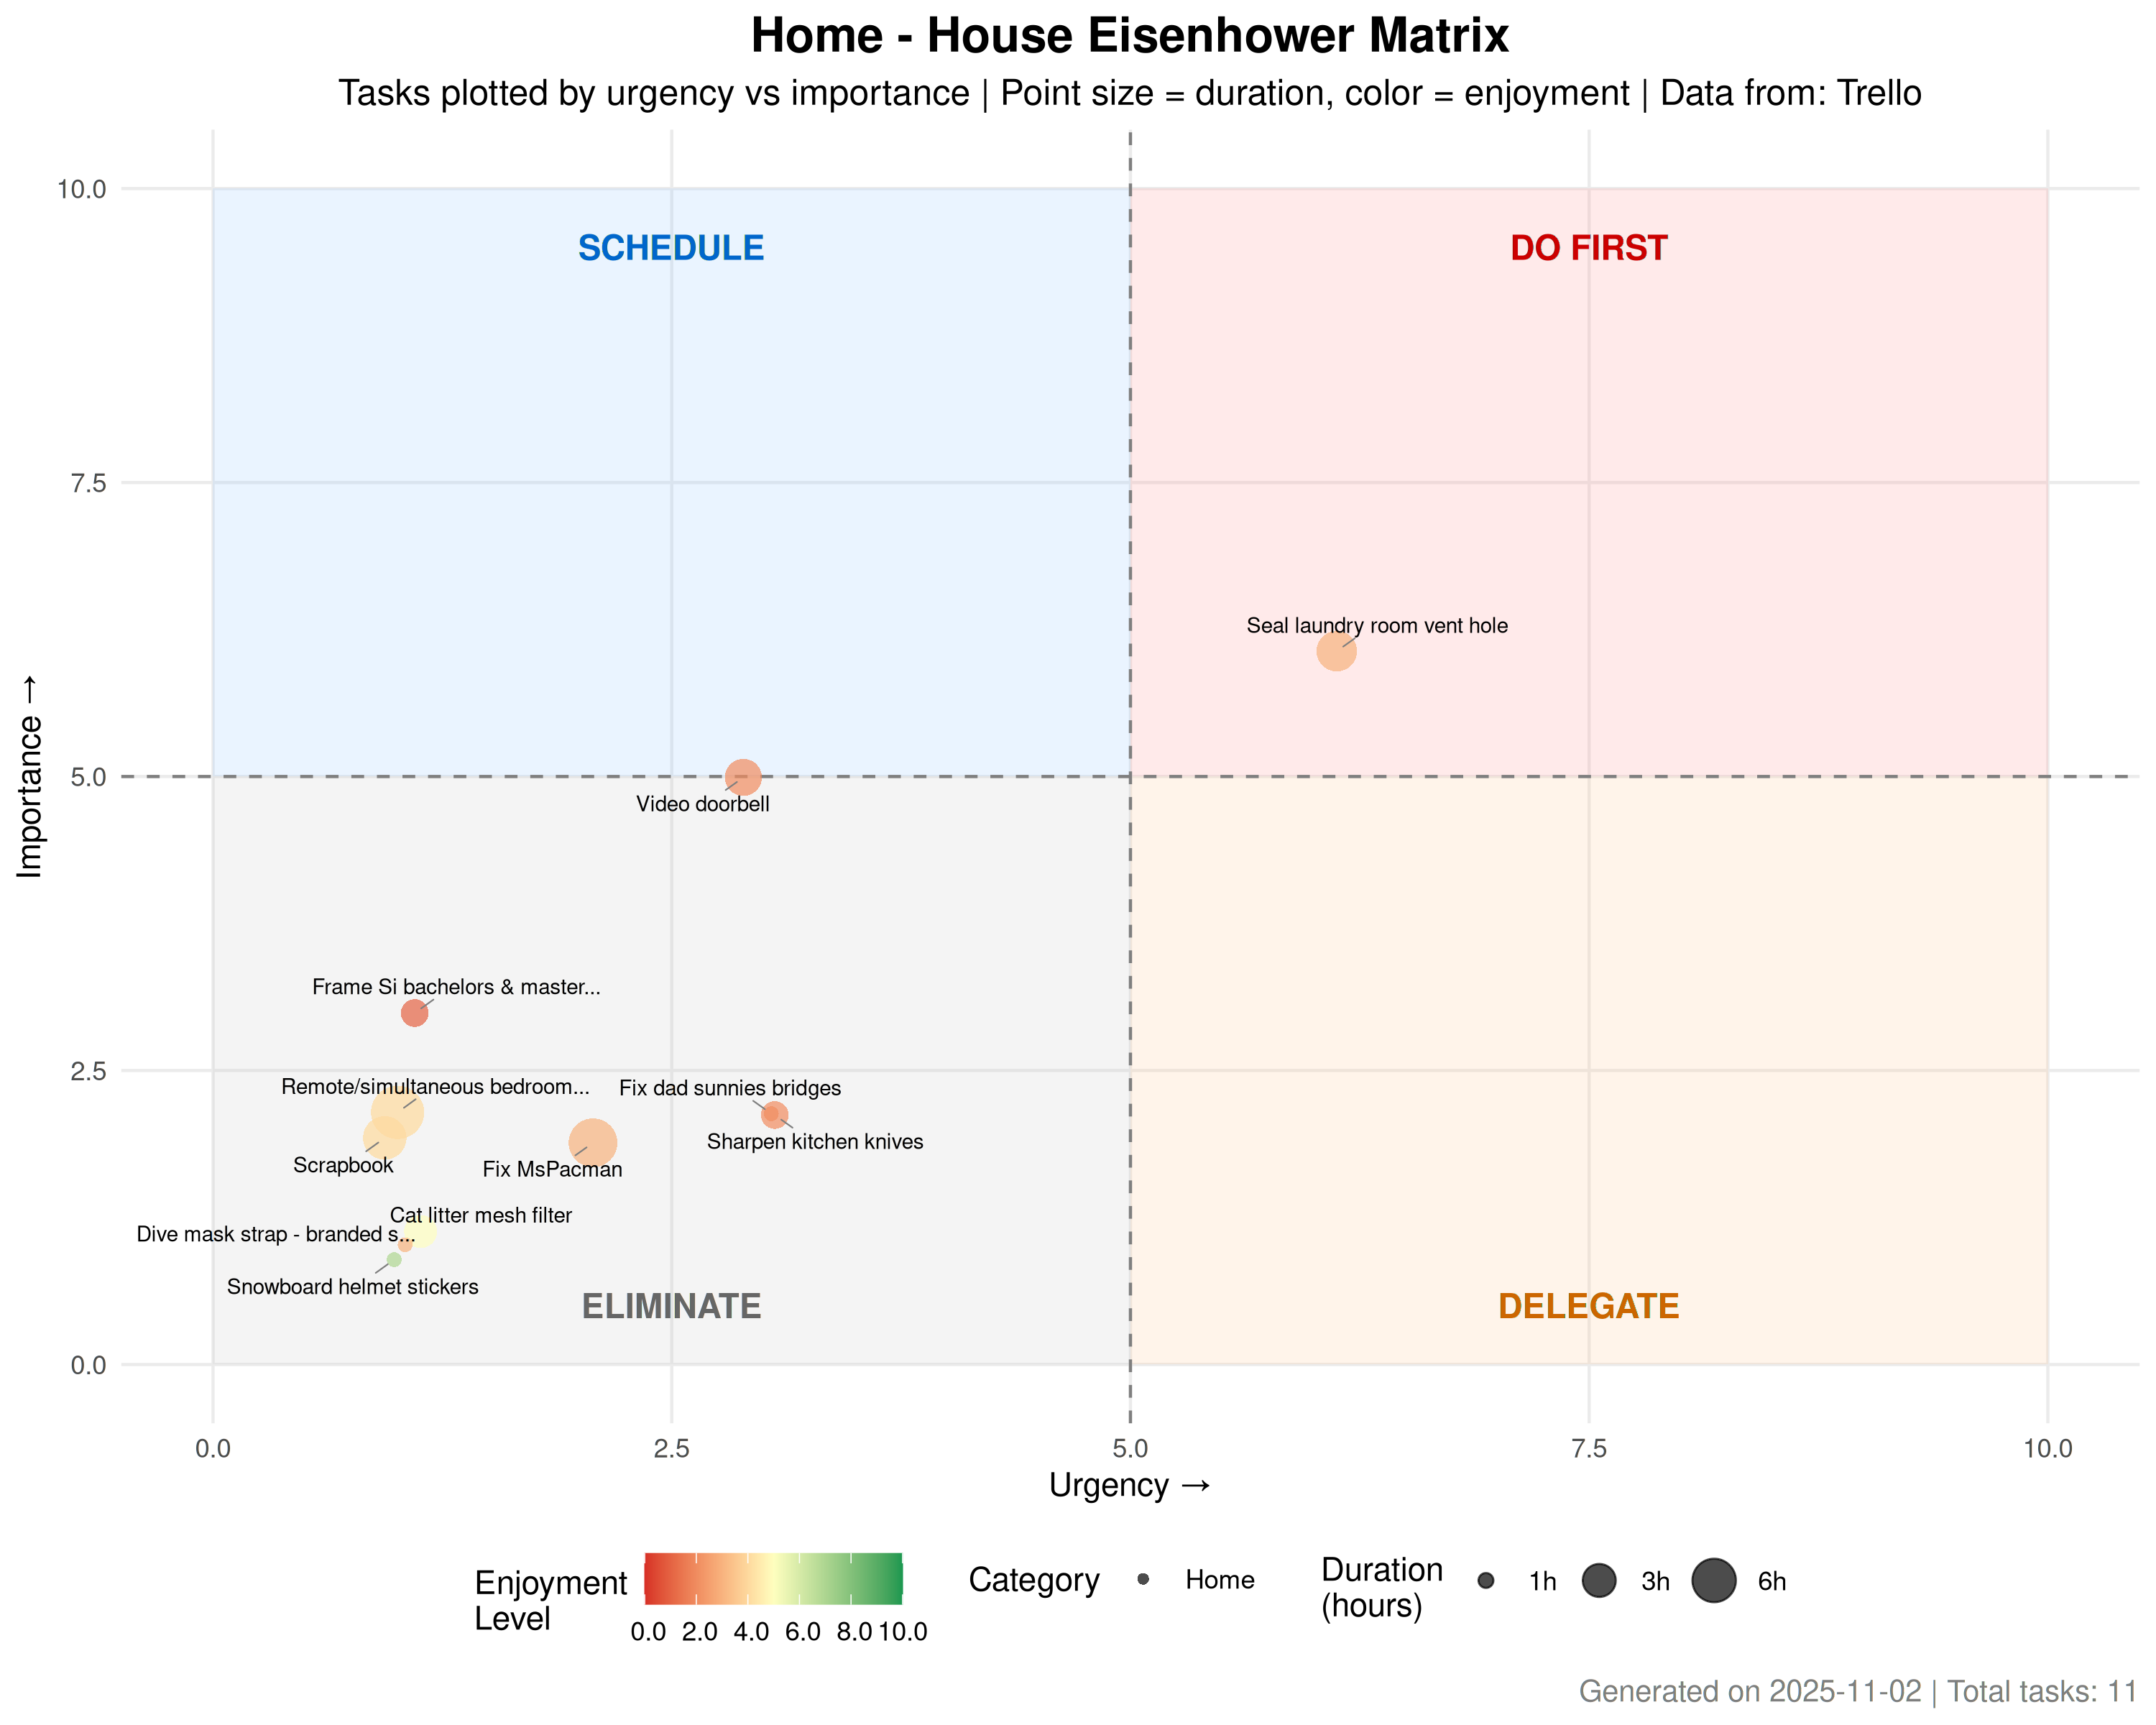 Home - House Eisenhower Matrix
Tasks plotted by urgency vs importance | Point size = duration, color = enjoyment | Data from: Trello
10.0
SCHEDULE
DO FIRST
7.5
Seal laundry room vent hole
Importance →
5.0
Video doorbell
Frame Si bachelors & master...
2.5
Remote/simultaneous bedroom...
Fix dad sunnies bridges
Sharpen kitchen knives
Scrapbook
Fix MsPacman
Cat litter mesh filter
Dive mask strap - branded s...
Snowboard helmet stickers
ELIMINATE
DELEGATE
0.0
0.0 2.5 5.0 7.5 10.0
Urgency →
Enjoyment
Level
0.0 2.0 4.0 6.0 8.0 10.0
Category
Home
Duration
(hours)
1h 3h 6h
Generated on 2025-11-02 | Total tasks: 11